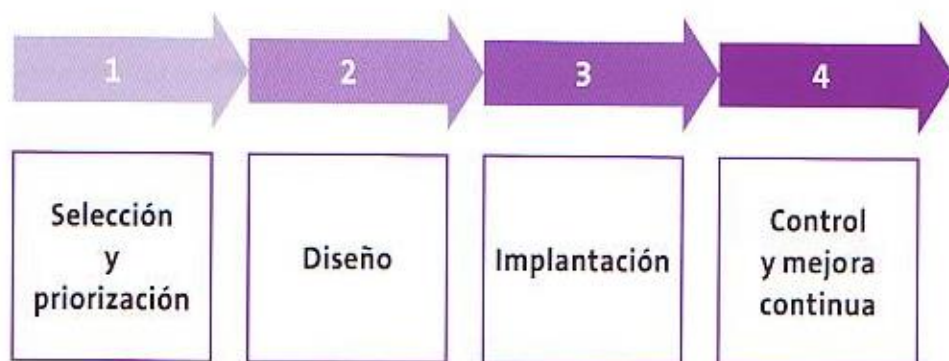 1
2
3
4
Selección
y
priorización
Diseño
Implantación
Control
y mejora
continua